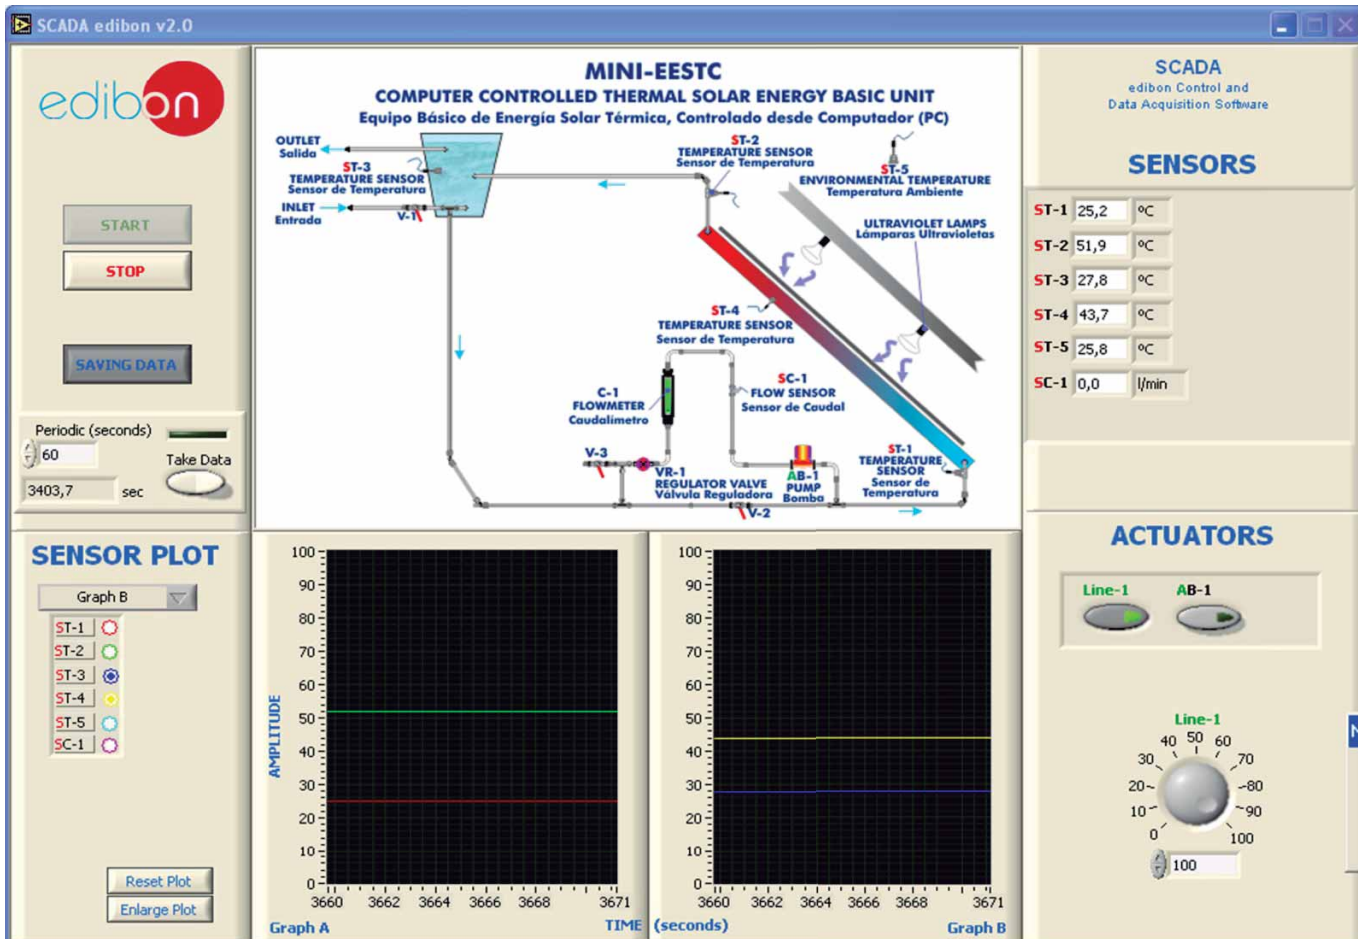 SCADA edibon v2.0
edibon
START
STOP
SAVING DATA
Periodic (seconds)
60
Take Data
3403,7 sec
MINI-EESTC
COMPUTER CONTROLLED THERMAL SOLAR ENERGY BASIC UNIT
Equipo Básico de Energía Solar Térmica, Controlado desde Computador (PC)
OUTLET
Salida
ST-3
TEMPERATURE SENSOR
Sensor de Temperatura
INLET
Entrada
V-1
ST-2
TEMPERATURE SENSOR
Sensor de Temperatura
ST-5
ENVIRONMENTAL TEMPERATURE
Temperatura Ambiente
ULTRAVIOLET LAMPS
Lámparas Ultravioletas
ST-4
TEMPERATURE SENSOR
Sensor de Temperatura
C-1
FLOWMETER
Caudalímetro
SC-1
FLOW SENSOR
Sensor de Caudal
V-3
VR-1
REGULATOR VALVE
Válvula Reguladora
AB-1
PUMP
Bomba
ST-1
TEMPERATURE
SENSOR
Sensor de
Temperatura
V-2
SCADA
edibon Control and
Data Acquisition Software
SENSORS
ST-1 25,2 ºC
ST-2 51,9 ºC
ST-3 27,8 ºC
ST-4 43,7 ºC
ST-5 25,8 ºC
SC-1 0,0 l/min
SENSOR PLOT
Graph B
ST-1
ST-2
ST-3
ST-4
ST-5
SC-1
Reset Plot
Enlarge Plot
AMPLITUDE
100
90
80
70
60
50
40
30
20
10
0
3660 3662 3664 3666 3668 3671
Graph A
TIME (seconds)
100
90
80
70
60
50
40
30
20
10
0
3660 3662 3664 3666 3668 3671
Graph B
ACTUATORS
Line-1 AB-1
Line-1
0 10 20 30 40 50 60 70 80 90 100
100